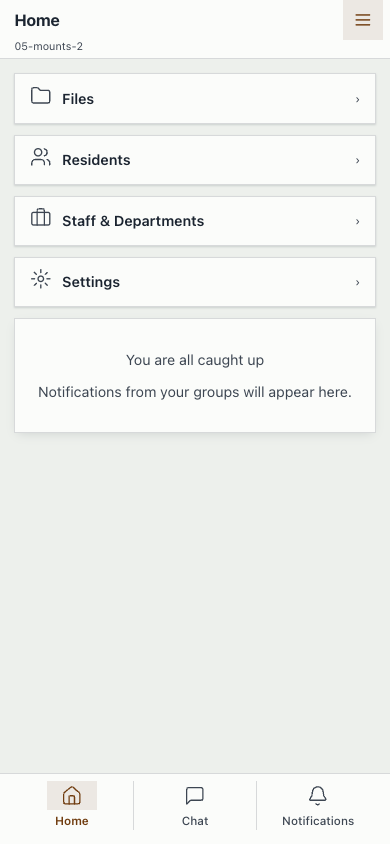 Home
05-mounts-2
Files
Residents
Staff & Departments
Settings
You are all caught up
Notifications from your groups will appear here.
Home
Chat
Notifications